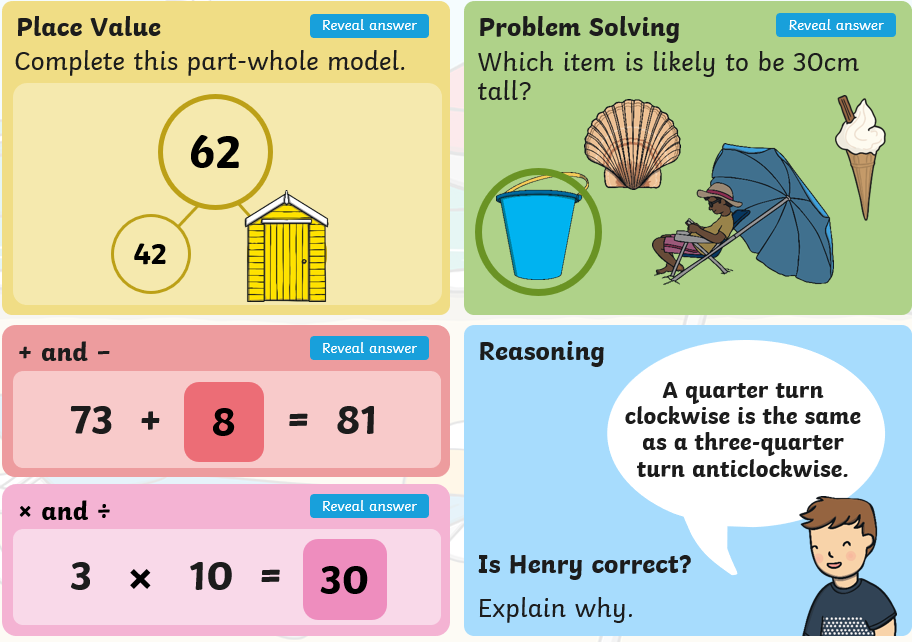 Place Value
Reveal answer
Complete this part-whole model.
62
42
Problem Solving
Reveal answer
Which item is likely to be 30cm
tall?
+ and –
Reveal answer
73 + 8 = 81
× and ÷
Reveal answer
3 × 10 = 30
Reasoning
A quarter turn
clockwise is the same
as a three-quarter
turn anticlockwise.
Is Henry correct?
Explain why.